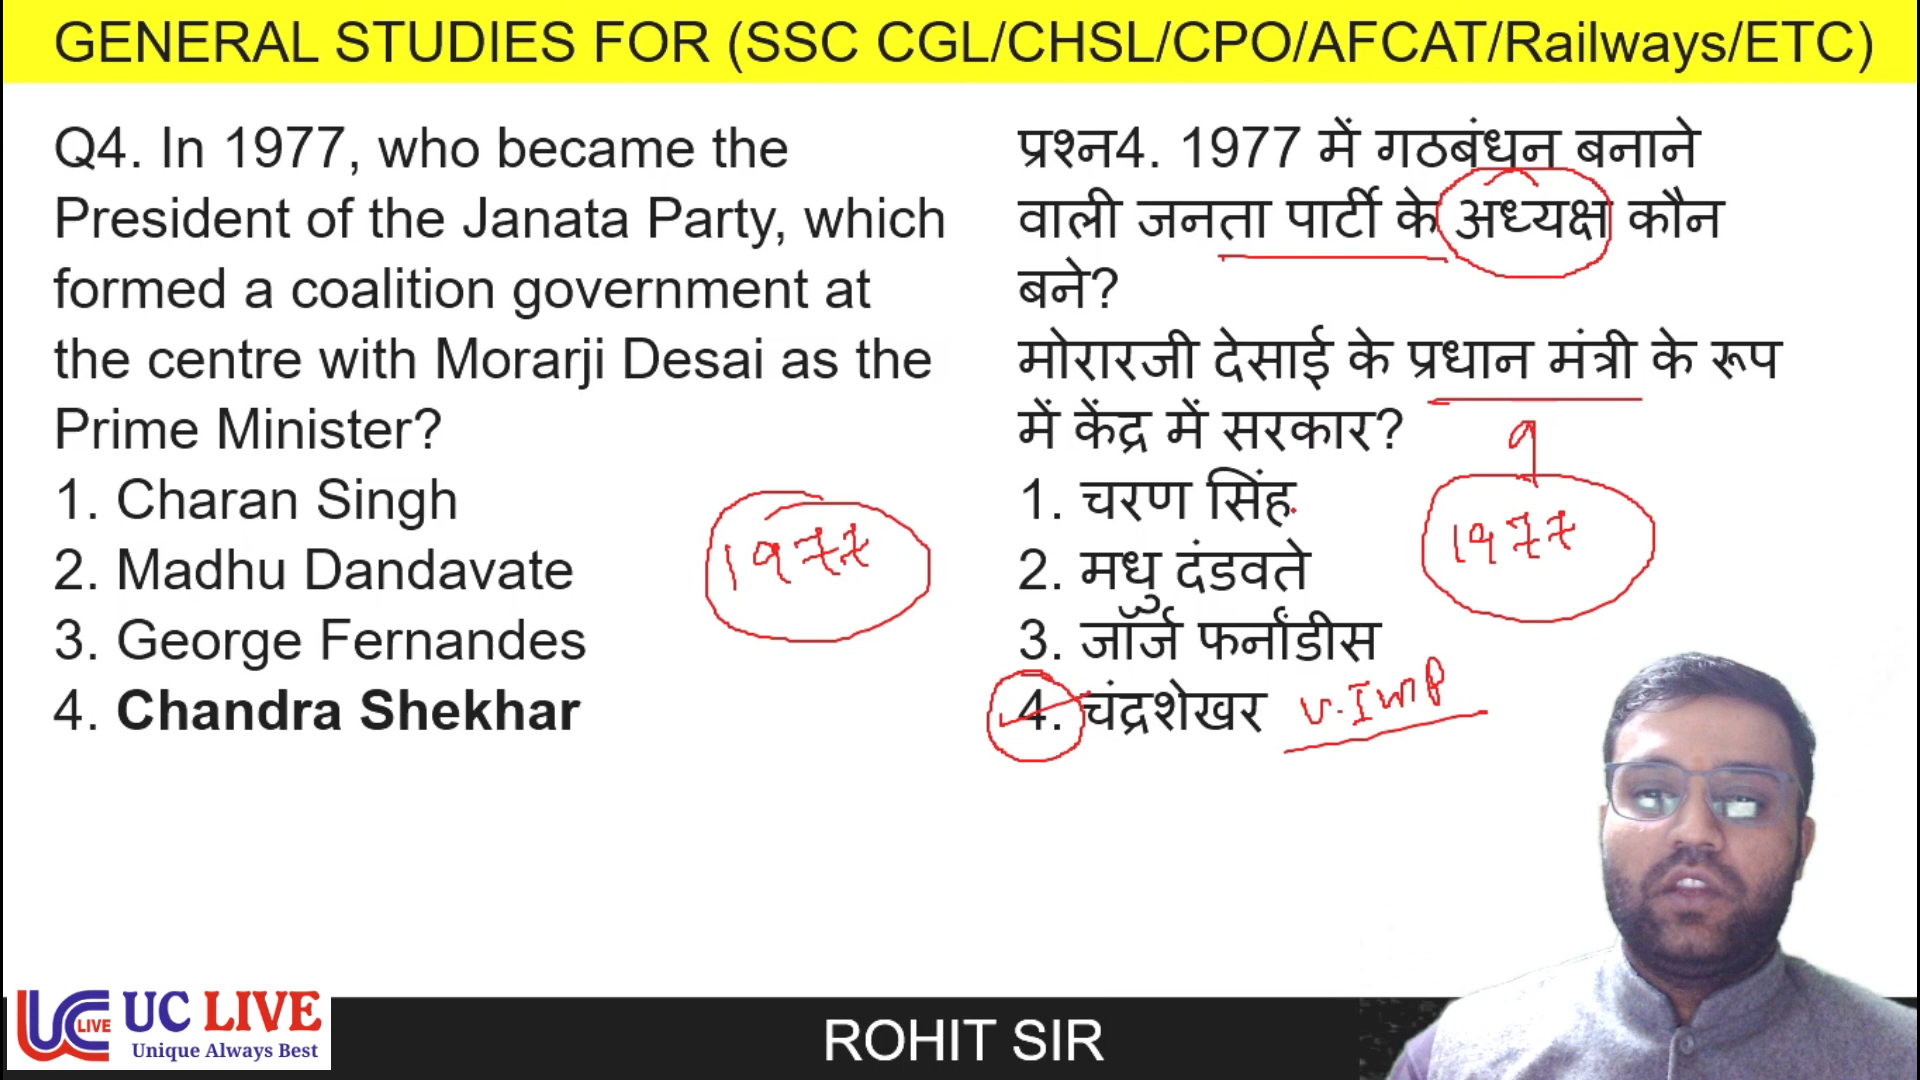 GENERAL STUDIES FOR (SSC CGL/CHSL/CPO/AFCAT/Railways/ETC)
Q4. In 1977, who became the
President of the Janata Party, which
formed a coalition government at
the centre with Morarji Desai as the
Prime Minister?
1. Charan Singh
2. Madhu Dandavate
3. George Fernandes
4. Chandra Shekhar
1977
प्रश्न4. 1977 में गठबंधन बनाने
वाली जनता पार्टी के अध्यक्ष कौन
बने?
मोरारजी देसाई के प्रधान मंत्री के रूप
में केंद्र में सरकार?
1. चरण सिंह
2. मधु दंडवते
3. जॉर्ज फर्नांडीस
4. चंद्रशेखर
1977
V. Imp
UC LIVE
LIVE
Unique Always Best
ROHIT SIR